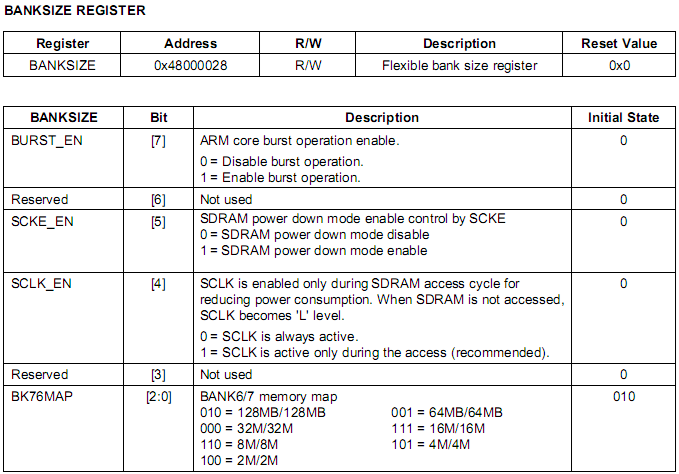 BANKSIZE REGISTER
Register Address R/W Description Reset Value
BANKSIZE 0x48000028 R/W Flexible bank size register 0x0
BANKSIZE Bit Description Initial State
BURST_EN [7] ARM core burst operation enable. 0
0 = Disable burst operation.
1 = Enable burst operation.
Reserved [6] Not used 0
SCKE_EN [5] SDRAM power down mode enable control by SCKE 0
0 = SDRAM power down mode disable
1 = SDRAM power down mode enable
SCLK_EN [4] SCLK is enabled only during SDRAM access cycle for 0
reducing power consumption. When SDRAM is not accessed,
SCLK becomes 'L' level.
0 = SCLK is always active.
1 = SCLK is active only during the access (recommended).
Reserved [3] Not used 0
BK76MAP [2:0] BANK6/7 memory map 010
010 = 128MB/128MB 001 = 64MB/64MB
000 = 32M/32M 111 = 16M/16M
110 = 8M/8M 101 = 4M/4M
100 = 2M/2M